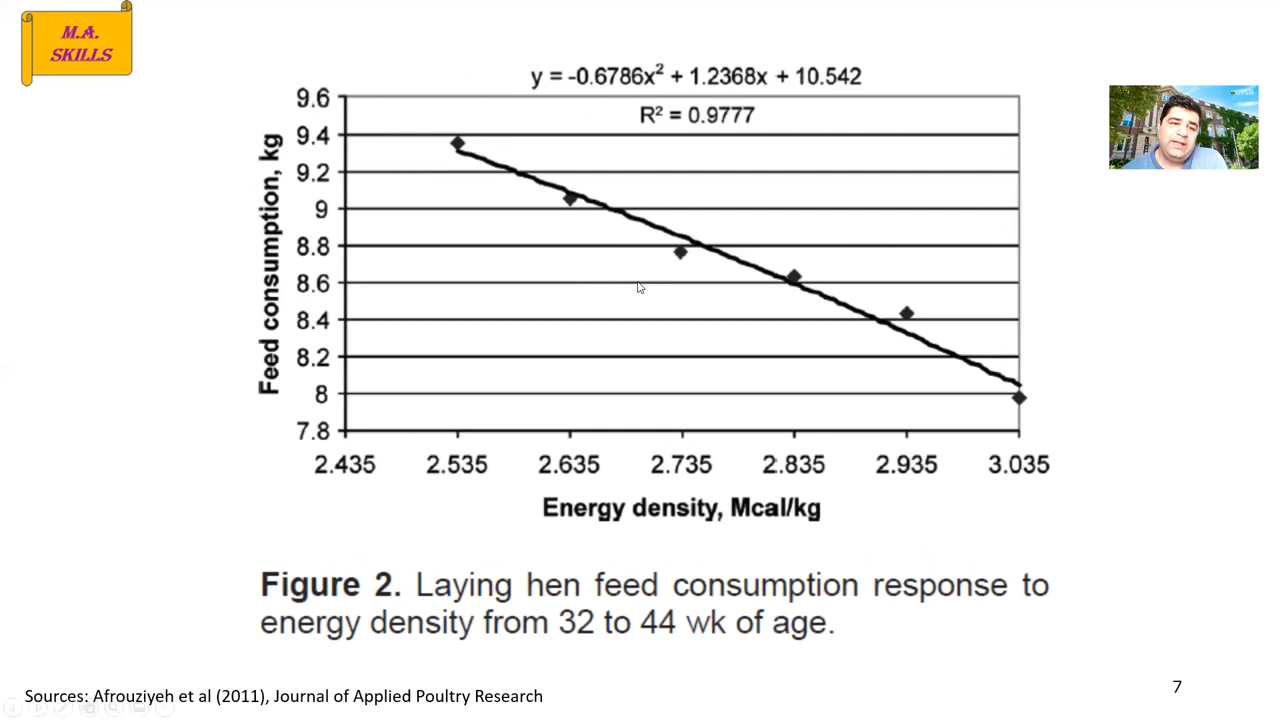 M.A.
SKILLS
y = -0.6786x² + 1.2368x + 10.542
R² = 0.9777
9.6
9.4
9.2
9
8.8
8.6
8.4
8.2
8
7.8
Feed consumption, kg
2.435 2.535 2.635 2.735 2.835 2.935 3.035
Energy density, Mcal/kg
Figure 2. Laying hen feed consumption response to
energy density from 32 to 44 wk of age.
Sources: Afrouziyeh et al (2011), Journal of Applied Poultry Research
7